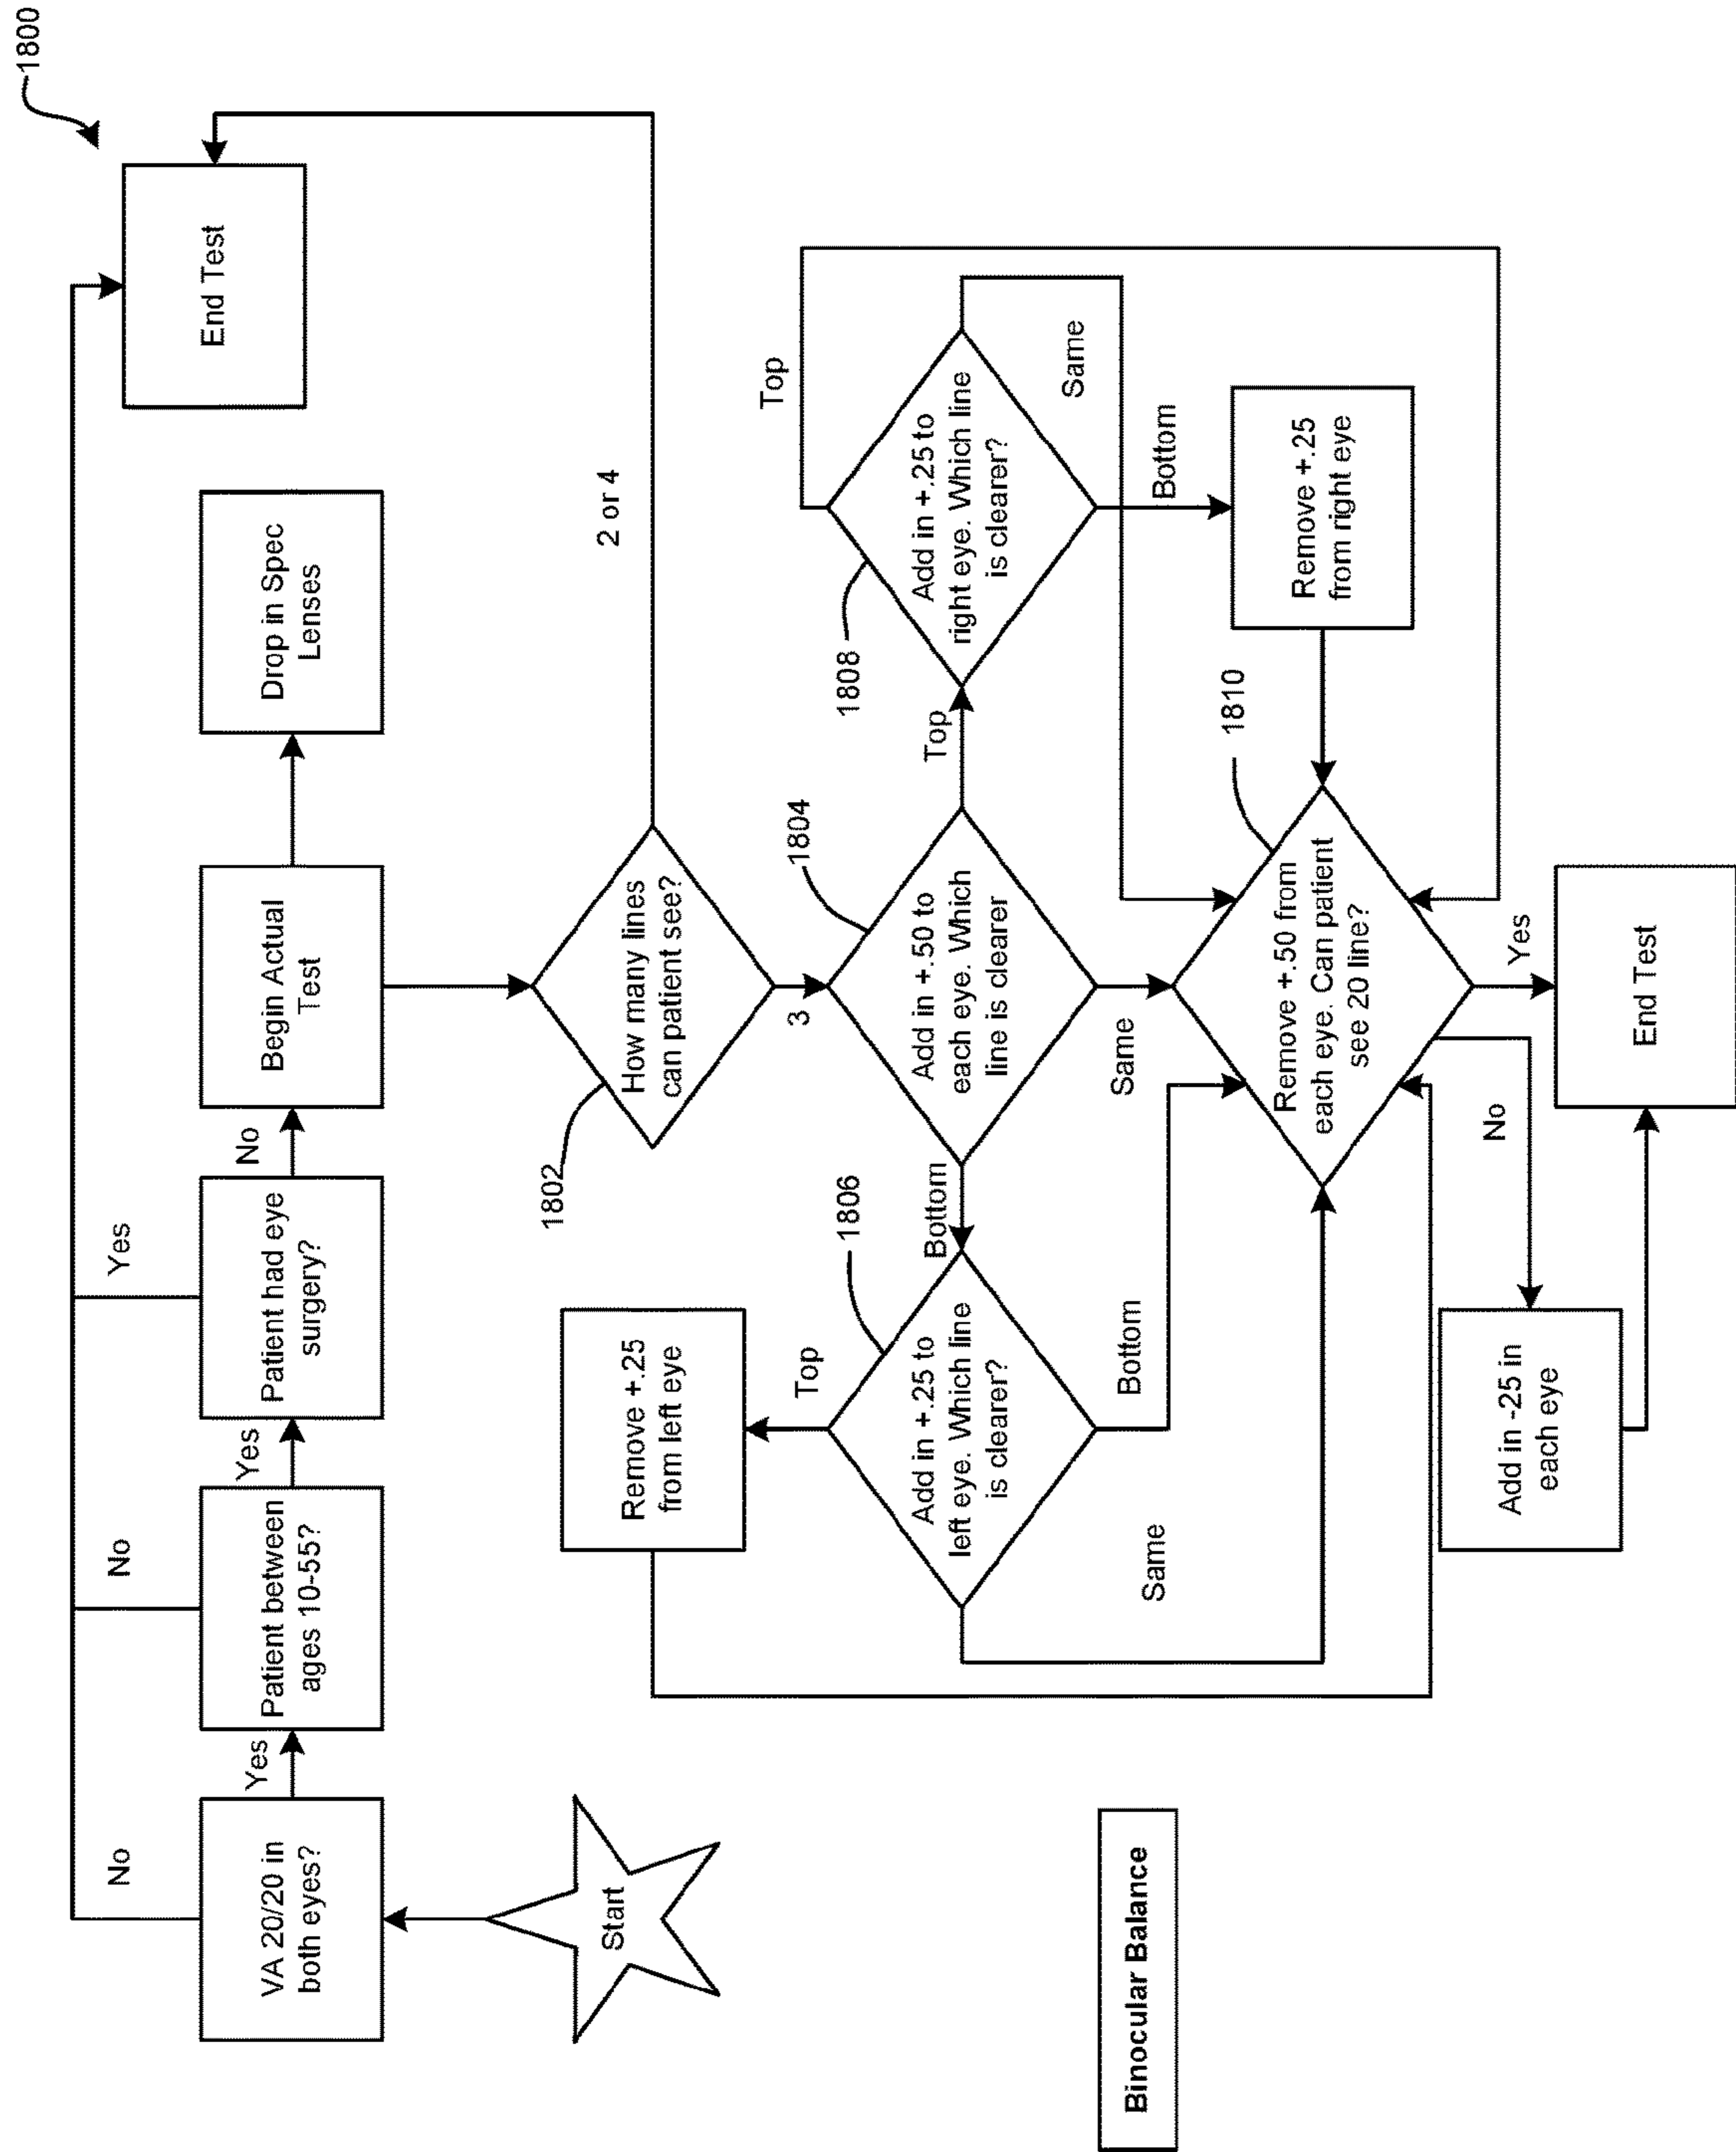 1800
No
No
Yes
End Test
VA 20/20 in
both eyes?
Yes
Patient between
ages 10-55?
Yes
Patient had eye
surgery?
No
Begin Actual
Test
Drop in Spec
Lenses
Start
1802
How many lines
can patient see?
2 or 4
3
Remove +.25
from left eye
Top
1806
Add in +.25 to
left eye. Which line
is clearer?
Bottom
1804
Add in +.50 to
each eye. Which
line is clearer
Top
1808
Add in +.25 to
right eye. Which line
is clearer?
Top
Same
Bottom
Same
Bottom
Same
1810
Remove +.50 from
each eye. Can patient
see 20 line?
Remove +.25
from right eye
No
Yes
Add in -25 in
each eye
End Test
Binocular Balance